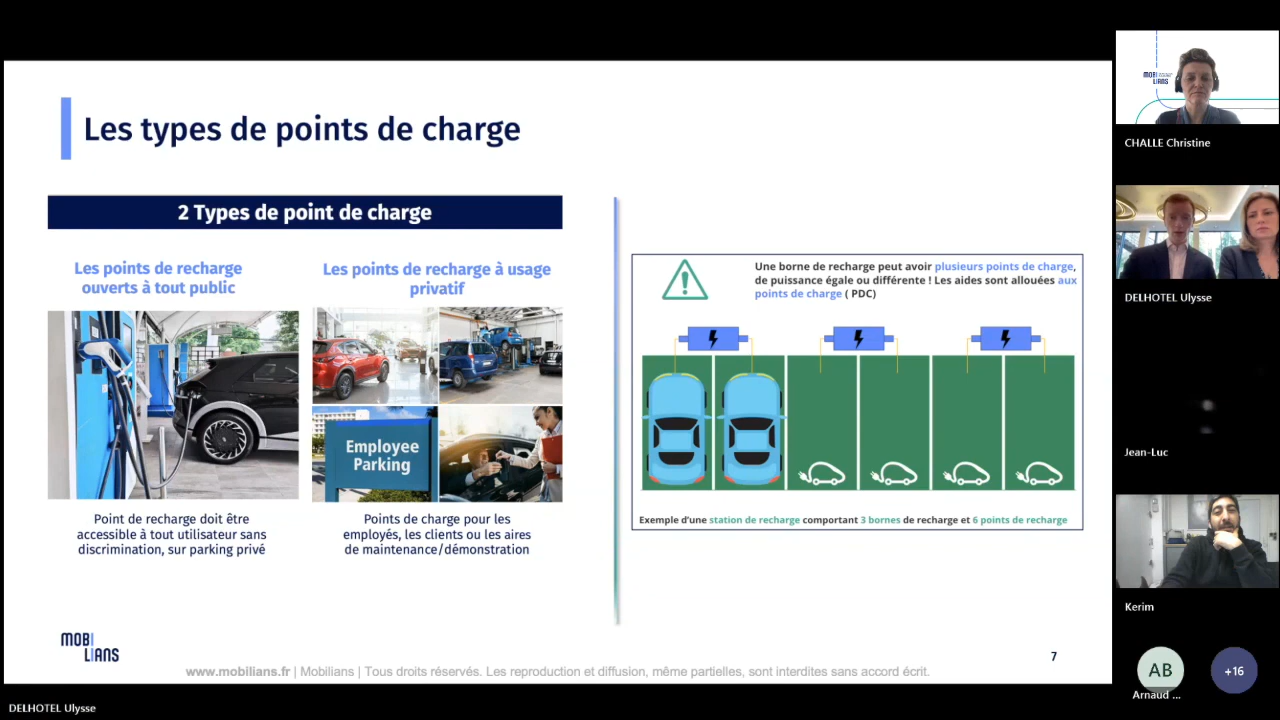 Les types de points de charge
2 Types de point de charge
Les points de recharge
ouverts à tout public
Les points de recharge à usage
privatif
Employee
Parking
Point de recharge doit être
accessible à tout utilisateur sans
discrimination, sur parking privé
Points de charge pour les
employés, les clients ou les aires
de maintenance/démonstration
Une borne de recharge peut avoir plusieurs points de charge,
de puissance égale ou différente ! Les aides sont allouées aux
points de charge ( PDC)
Exemple d'une station de recharge comportant 3 bornes de recharge et 6 points de recharge
MOBI
LIANS
www.mobilians.fr | Mobilians | Tous droits réservés. Les reproduction et diffusion, même partielles, sont interdites sans accord écrit.
7
DELHOTEL Ulysse
MOBI
LIANS
CHALLE Christine
DELHOTEL Ulysse
Jean-Luc
Kerim
AB
Arnaud ...
+16